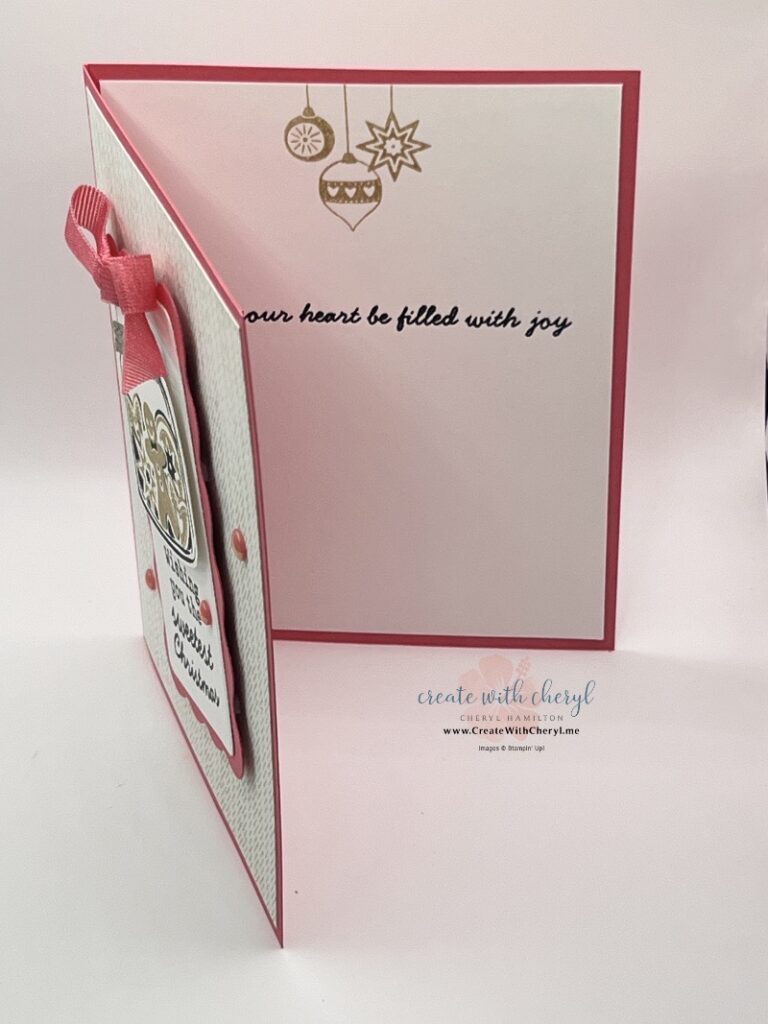 your heart be filled with joy
Wishing
you the
sweetest
Christmas
create with cheryl
CHERYL HAMILTON
www.CreateWithCheryl.me
Images © Stampin' Up!